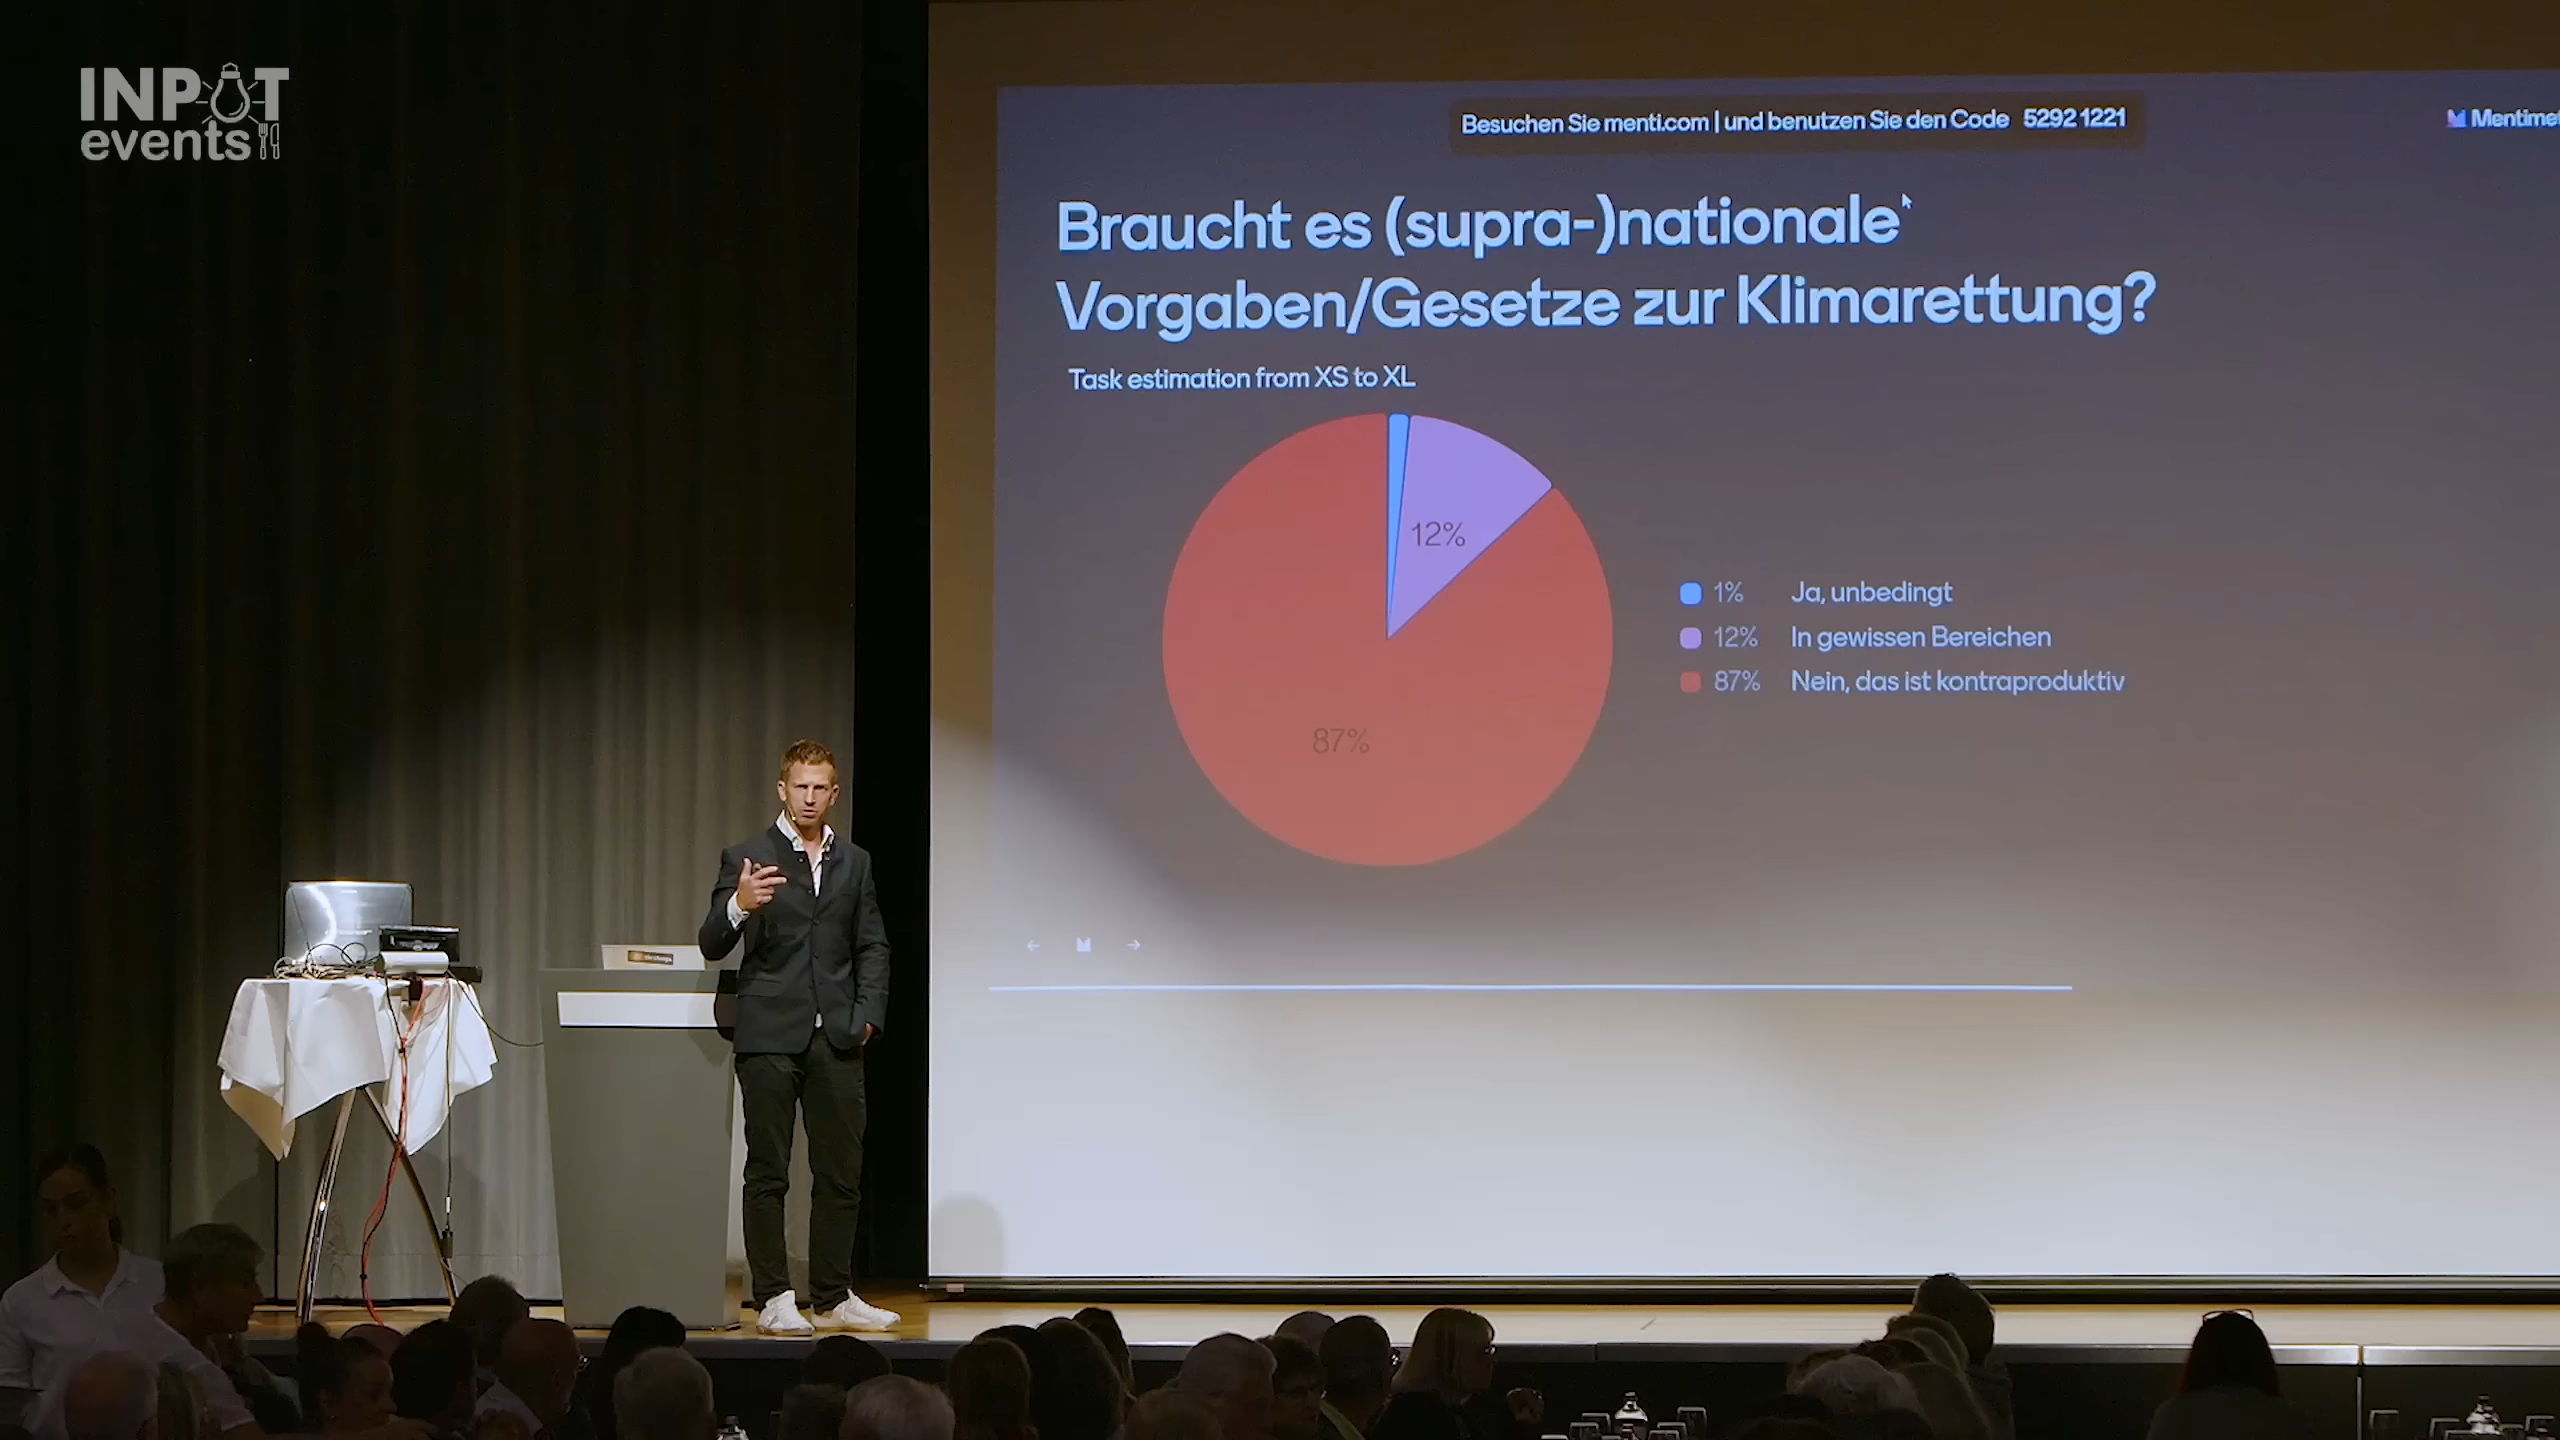 INPUT
events
Besuchen Sie menti.com | und benutzen Sie den Code 5292 1221
Braucht es (supra-)nationale
Vorgaben/Gesetze zur Klimarettung?
Task estimation from XS to XL
12%
87%
1% Ja, unbedingt
12% In gewissen Bereichen
87% Nein, das ist kontraproduktiv